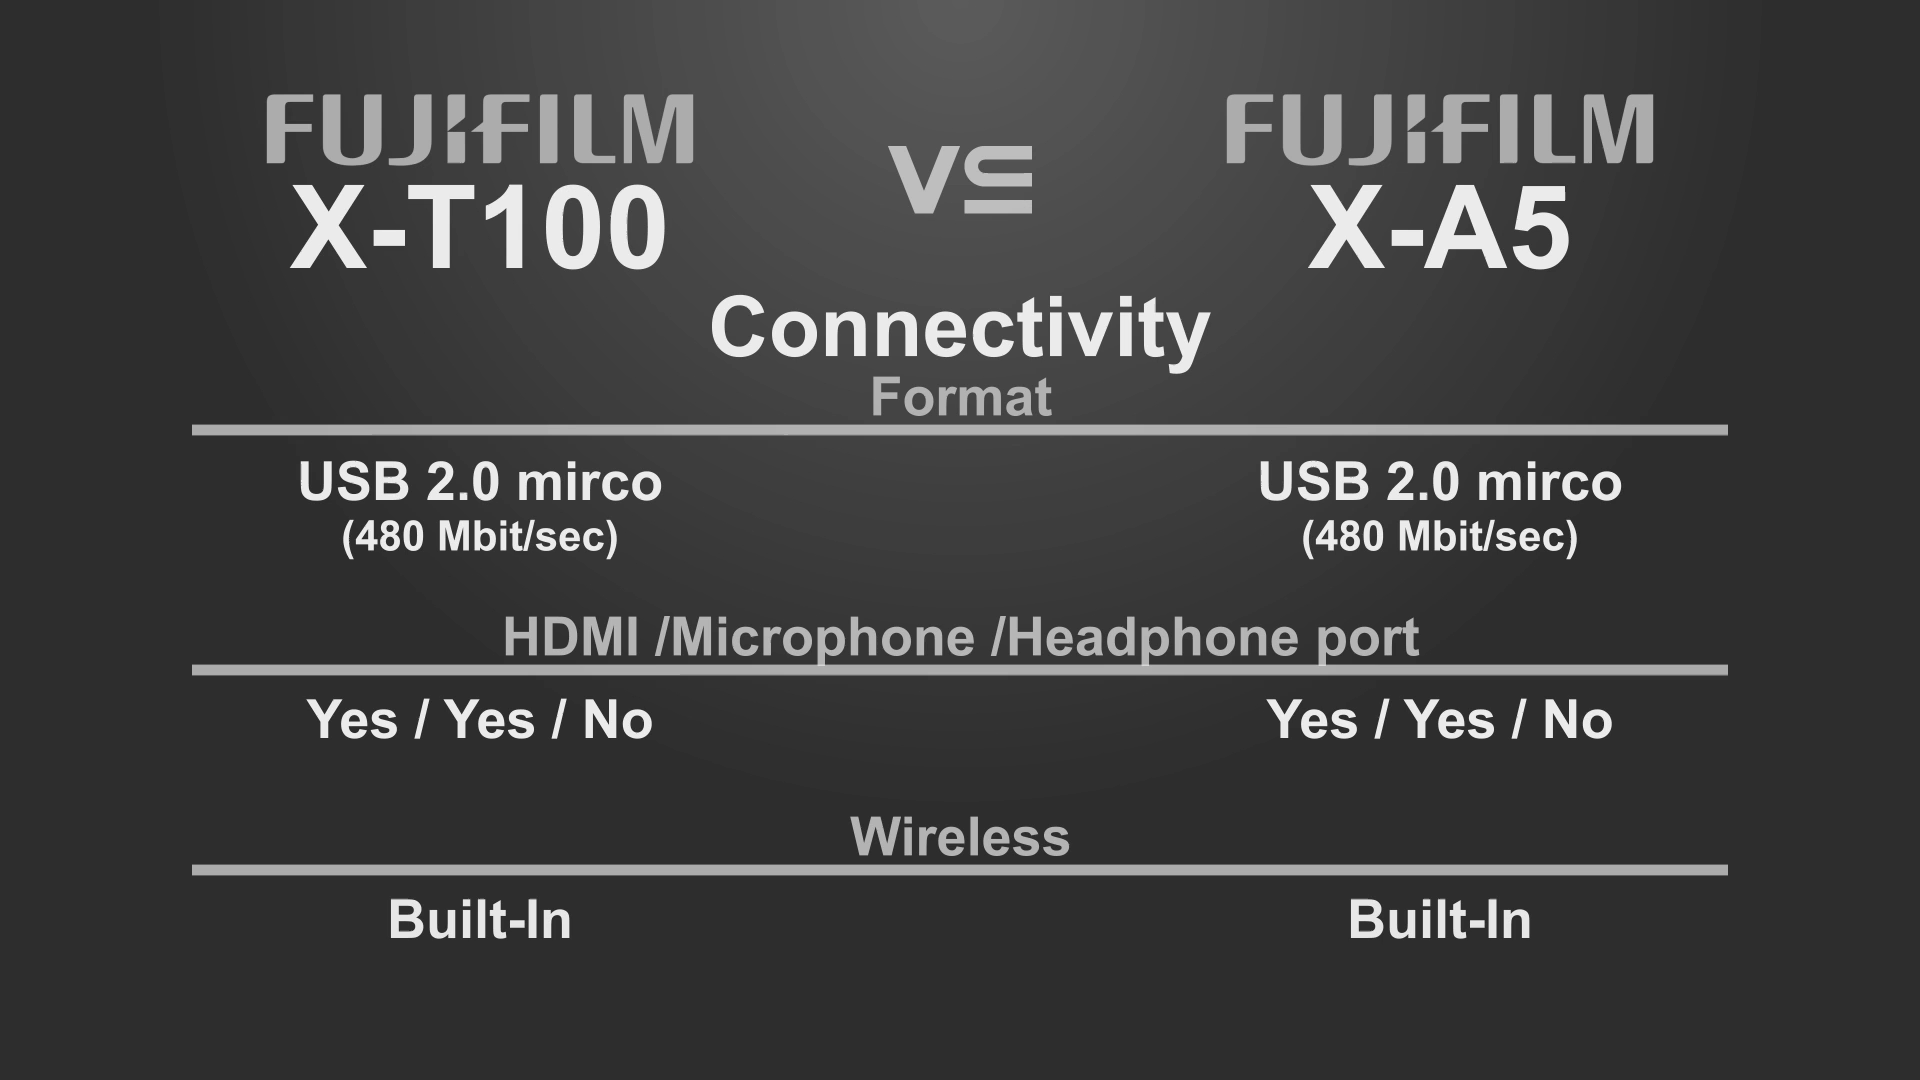 FUJIFILM VS FUJIFILM
X-T100 X-A5
Connectivity
Format
USB 2.0 mirco USB 2.0 mirco
(480 Mbit/sec) (480 Mbit/sec)
HDMI /Microphone /Headphone port
Yes / Yes / No Yes / Yes / No
Wireless
Built-In Built-In